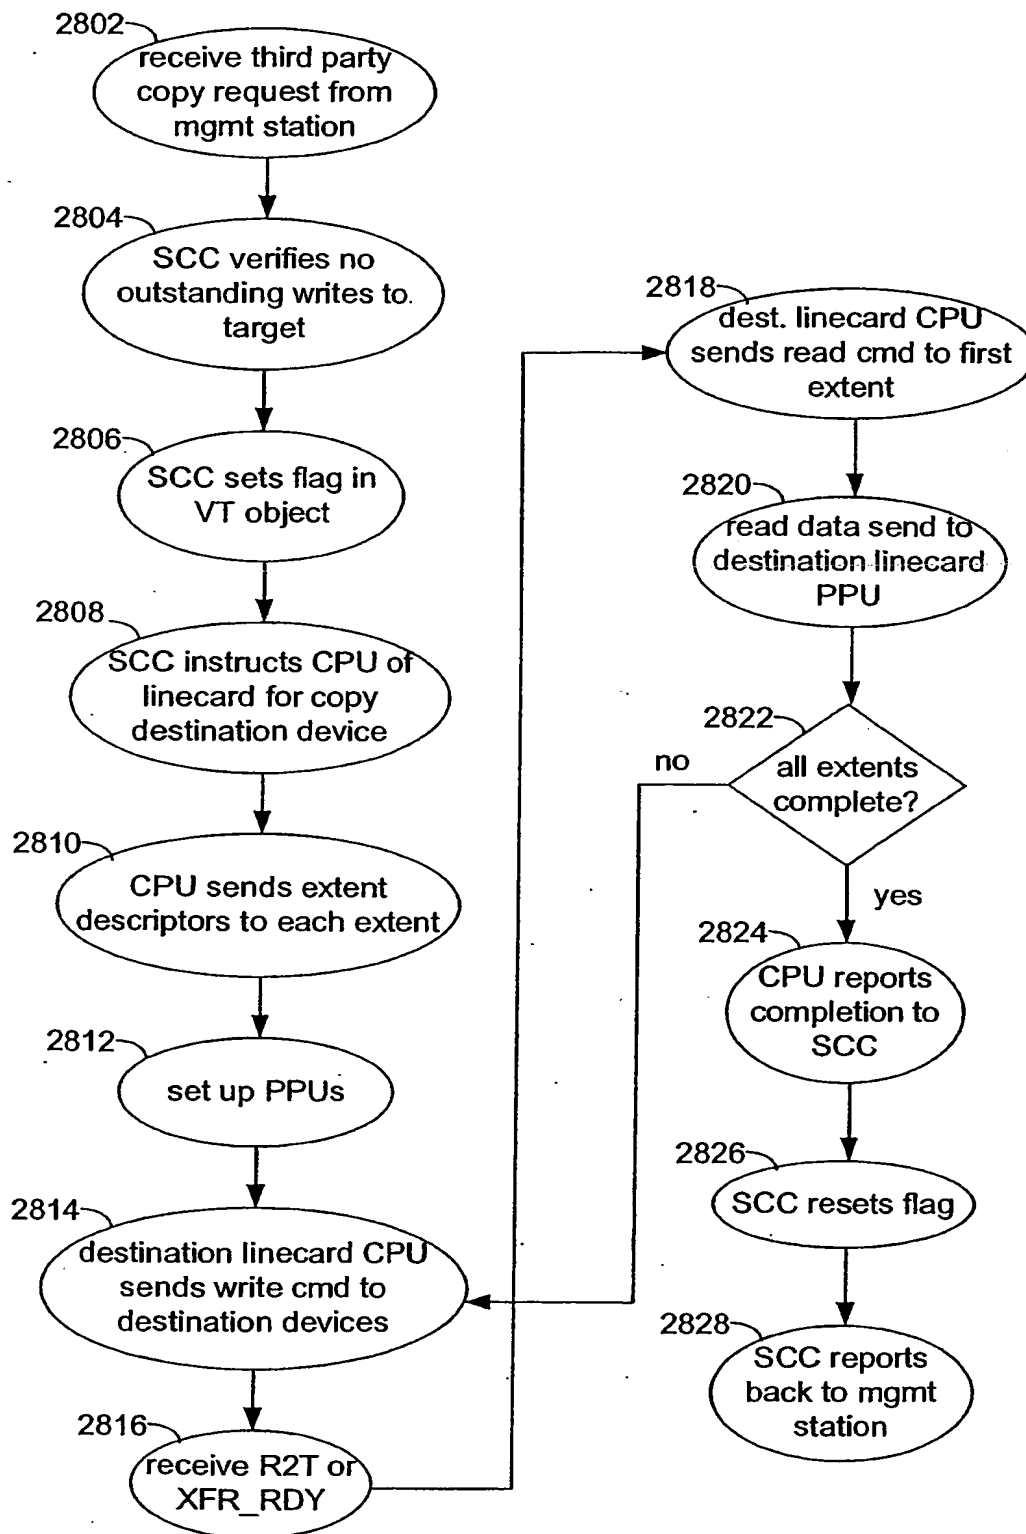 2802
receive third party
copy request from
mgmt station
2804
SCC verifies no
outstanding writes to.
target
2806
SCC sets flag in
VT object
2808
SCC instructs CPU of
linecard for copy
destination device
2810
CPU sends extent
descriptors to each extent
2812
set up PPUs
2814
destination linecard CPU
sends write cmd to
destination devices
2816
receive R2T or
XFR_RDY
2818
dest. linecard CPU
sends read cmd to first
extent
2820
read data send to
destination linecard
PPU
2822
all extents
complete?
no
yes
2824
CPU reports
completion to
SCC
2826
SCC resets flag
2828
SCC reports
back to mgmt
station